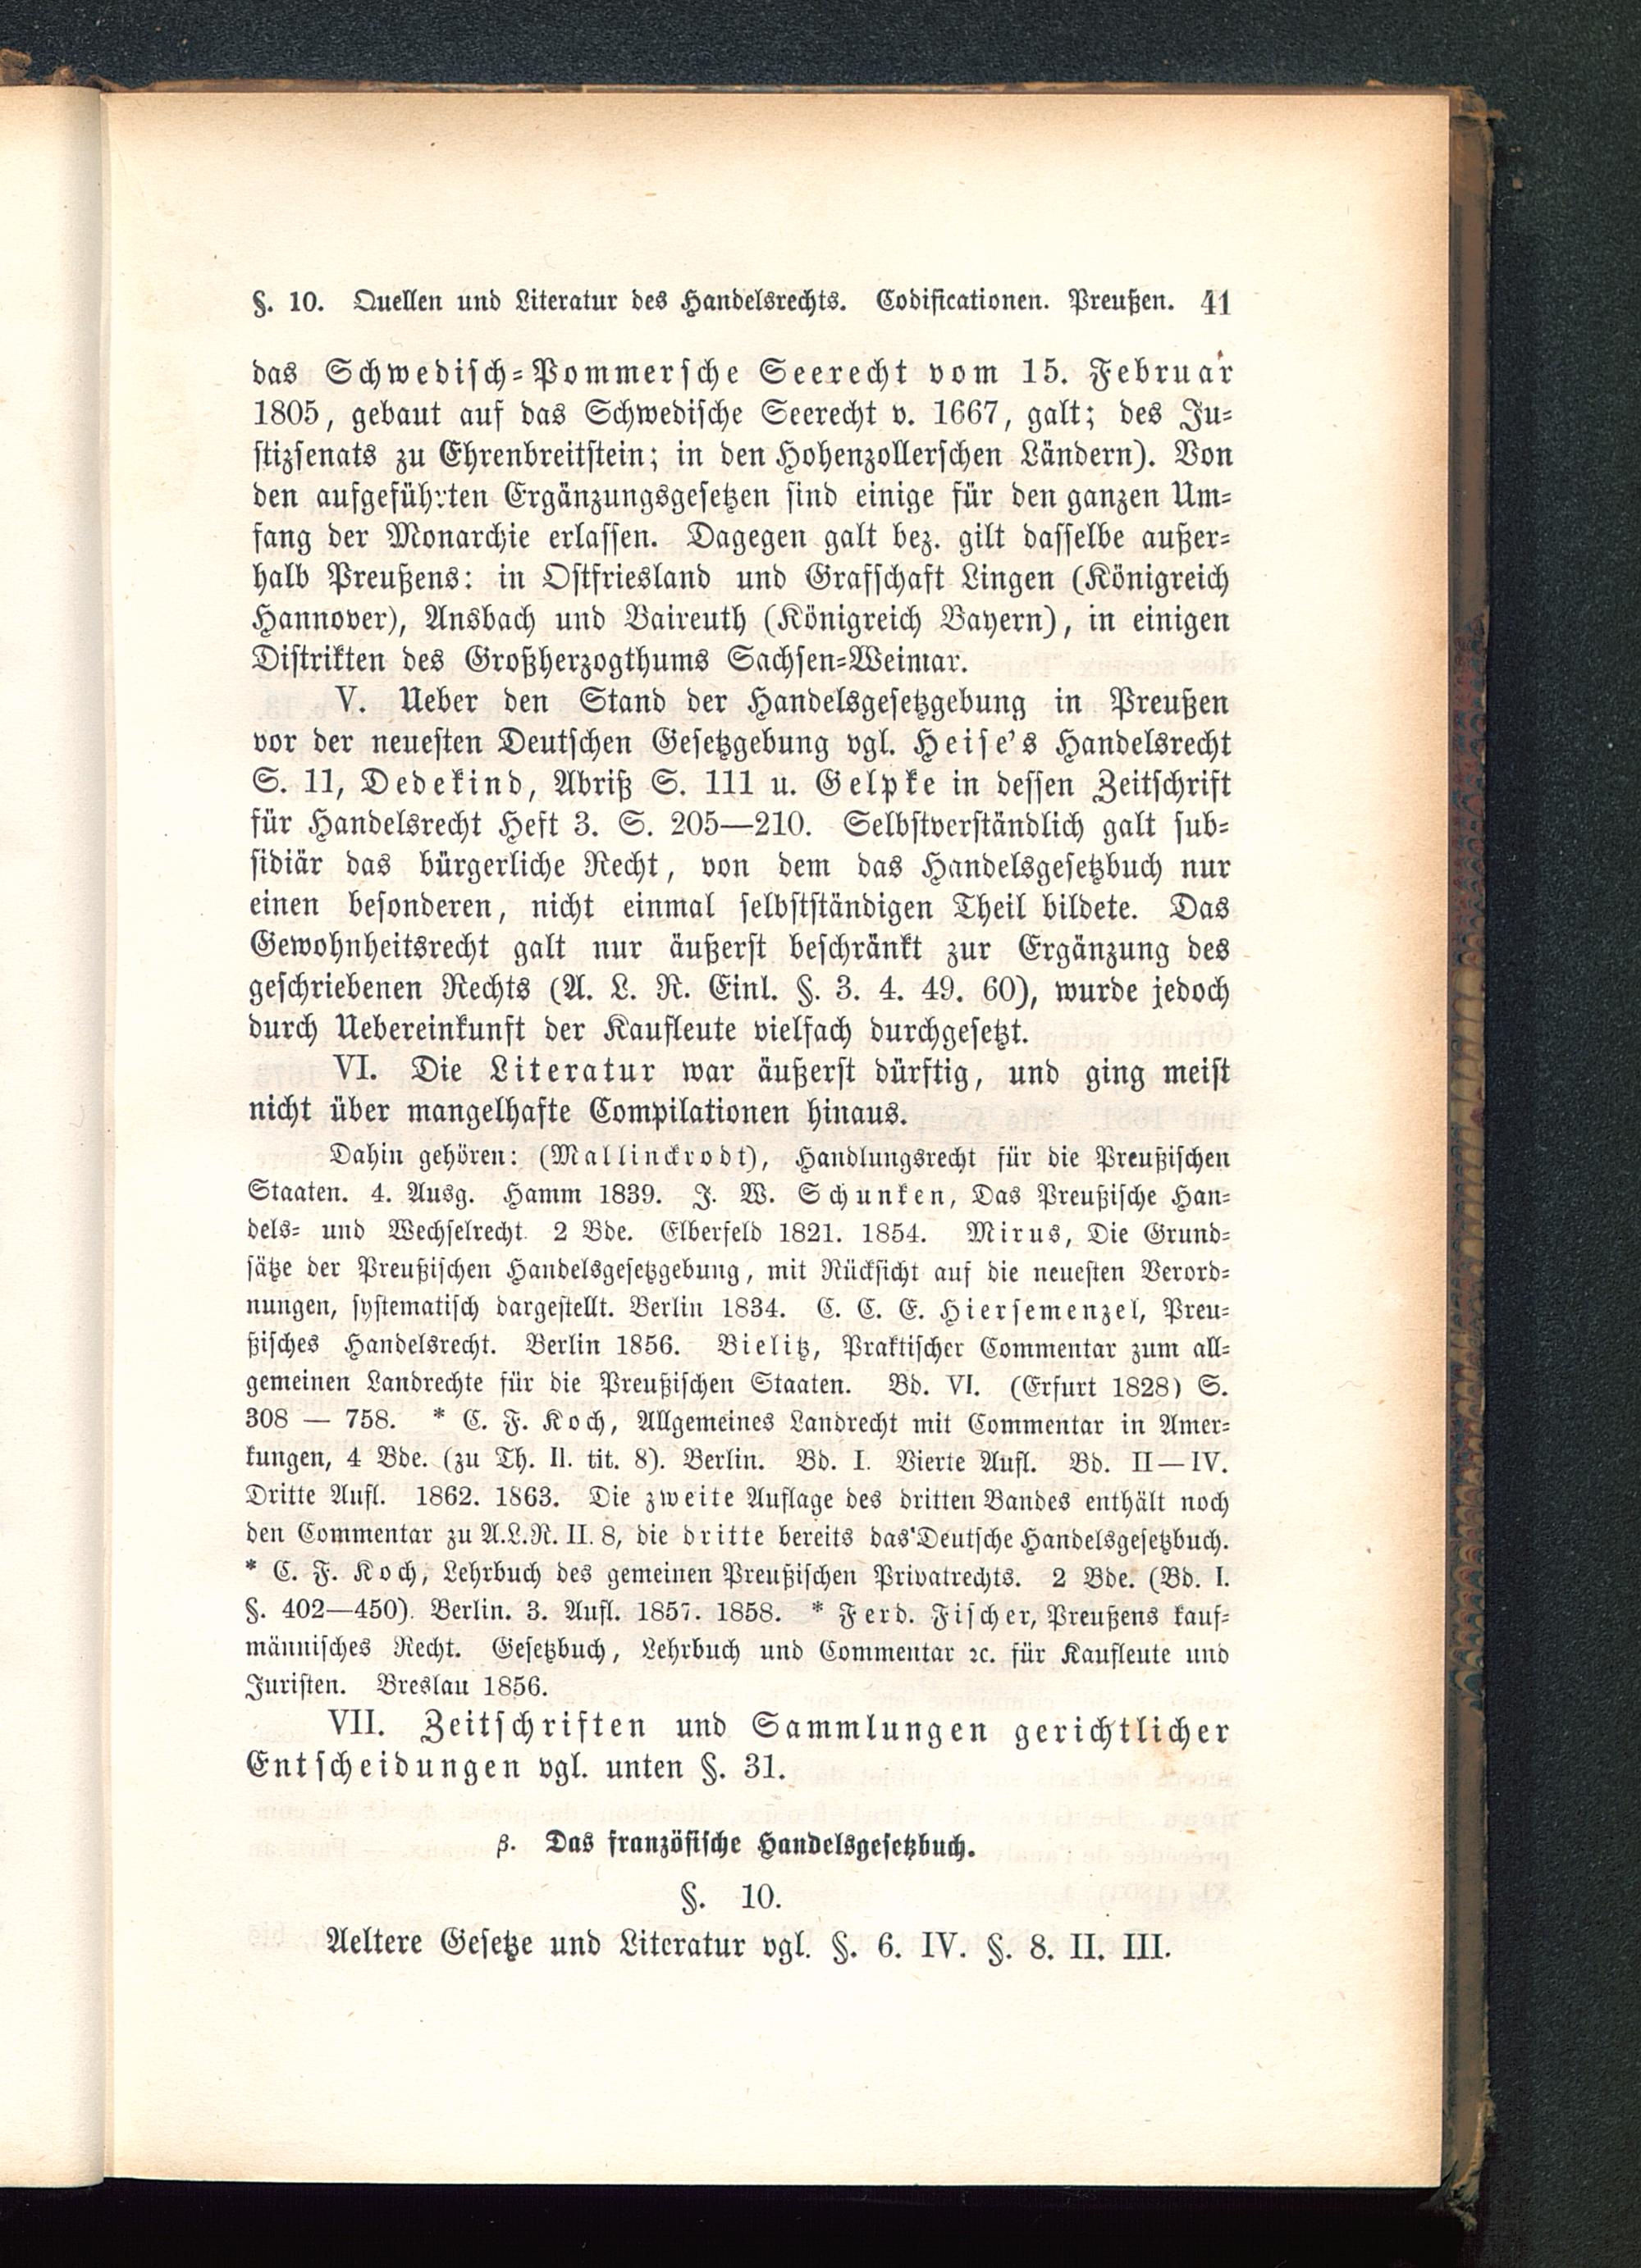 §. 10. Quellen und Literatur des Handelsrechts. Codificationen. Preußen. 41
das Schwedisch-Pommersche Seerecht vom 15. Februar
1805, gebaut auf das Schwedische Seerecht v. 1667, galt; des Ju-
stizsenats zu Ehrenbreitstein; in den Hohenzollerschen Ländern). Von
den aufgeführten Ergänzungsgesetzen sind einige für den ganzen Um-
fang der Monarchie erlassen. Dagegen galt bez. gilt dasselbe außer-
halb Preußens: in Ostfriesland und Grafschaft Lingen (Königreich
Hannover), Ansbach und Baireuth (Königreich Bayern), in einigen
Distrikten des Großherzogthums Sachsen-Weimar.
V. Ueber den Stand der Handelsgesetzgebung in Preußen
vor der neuesten Deutschen Gesetzgebung vgl. Heise's Handelsrecht
S. 11, Dedekind, Abriß S. 111 u. Gelpke in dessen Zeitschrift
für Handelsrecht Heft 3. S. 205—210. Selbstverständlich galt sub-
sidiär das bürgerliche Recht, von dem das Handelsgesetzbuch nur
einen besonderen, nicht einmal selbstständigen Theil bildete. Das
Gewohnheitsrecht galt nur äußerst beschränkt zur Ergänzung des
geschriebenen Rechts (A. L. R. Einl. §. 3. 4. 49. 60), wurde jedoch
durch Uebereinkunft der Kaufleute vielfach durchgesetzt.
VI. Die Literatur war äußerst dürftig, und ging meist
nicht über mangelhafte Compilationen hinaus.
Dahin gehören: (Mallinckrodt), Handlungsrecht für die Preußischen
Staaten. 4. Ausg. Hamm 1839. J. W. Schunken, Das Preußische Han-
dels- und Wechselrecht. 2 Bde. Elberfeld 1821. 1854. Mirus, Die Grund-
sätze der Preußischen Handelsgesetzgebung, mit Rücksicht auf die neuesten Verord-
nungen, systematisch dargestellt. Berlin 1834. C. C. E. Hiersemenzel, Preu-
ßisches Handelsrecht. Berlin 1856. Bielitz, Praktischer Commentar zum all-
gemeinen Landrechte für die Preußischen Staaten. Bd. VI. (Erfurt 1828) S.
308 — 758. * C. F. Koch, Allgemeines Landrecht mit Commentar in Amer-
kungen, 4 Bde. (zu Th. II. tit. 8). Berlin. Bd. I. Vierte Aufl. Bd. II—IV.
Dritte Aufl. 1862. 1863. Die zweite Auflage des dritten Bandes enthält noch
den Commentar zu A.L.R. II. 8, die dritte bereits das Deutsche Handelsgesetzbuch.
* C. F. Koch, Lehrbuch des gemeinen Preußischen Privatrechts. 2 Bde. (Bd. I.
§. 402—450). Berlin. 3. Aufl. 1857. 1858. * Ferd. Fischer, Preußens kauf-
männisches Recht. Gesetzbuch, Lehrbuch und Commentar ꝛc. für Kaufleute und
Juristen. Breslau 1856.
VII. Zeitschriften und Sammlungen gerichtlicher
Entscheidungen vgl. unten §. 31.
β. Das französische Handelsgesetzbuch.
§. 10.
Aeltere Gesetze und Literatur vgl. §. 6. IV. §. 8. II. III.